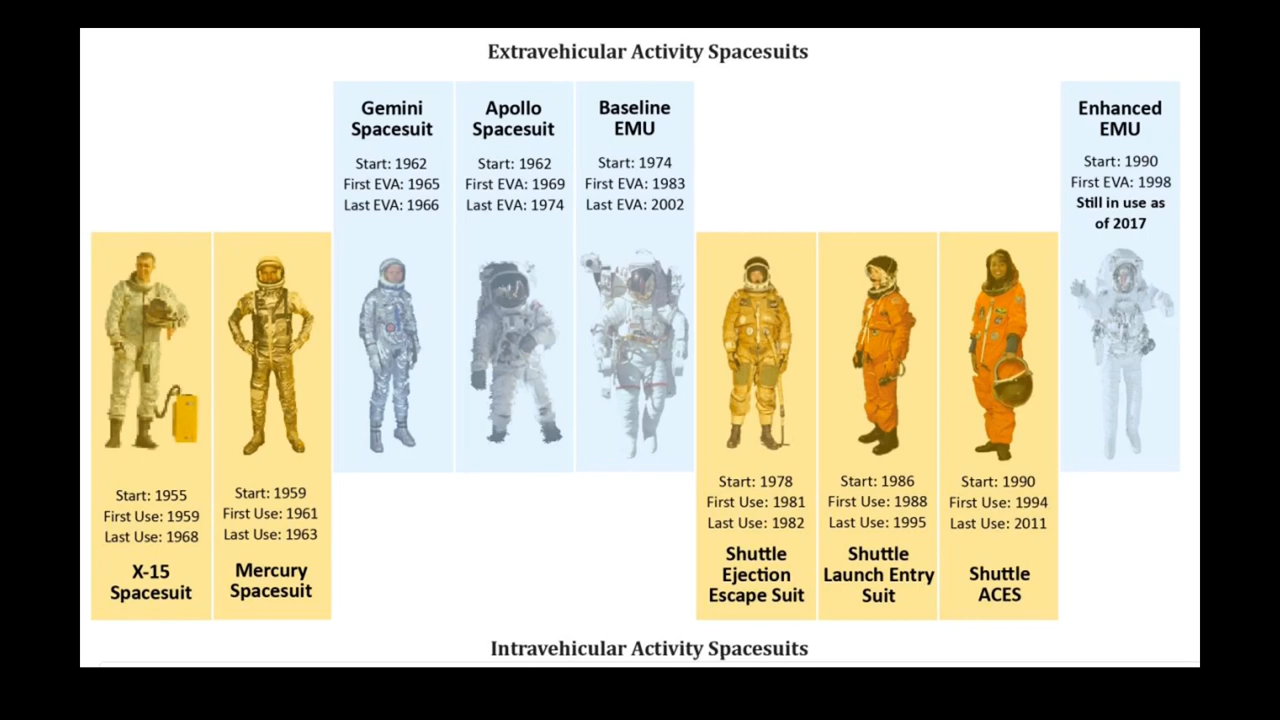 Extravehicular Activity Spacesuits
Gemini
Spacesuit
Start: 1962
First EVA: 1965
Last EVA: 1966
Apollo
Spacesuit
Start: 1962
First EVA: 1969
Last EVA: 1974
Baseline
EMU
Start: 1974
First EVA: 1983
Last EVA: 2002
Enhanced
EMU
Start: 1990
First EVA: 1998
Still in use as
of 2017
Start: 1955
First Use: 1959
Last Use: 1968
X-15
Spacesuit
Start: 1959
First Use: 1961
Last Use: 1963
Mercury
Spacesuit
Start: 1978
First Use: 1981
Last Use: 1982
Shuttle
Ejection
Escape Suit
Start: 1986
First Use: 1988
Last Use: 1995
Shuttle
Launch Entry
Suit
Start: 1990
First Use: 1994
Last Use: 2011
Shuttle
ACES
Intravehicular Activity Spacesuits